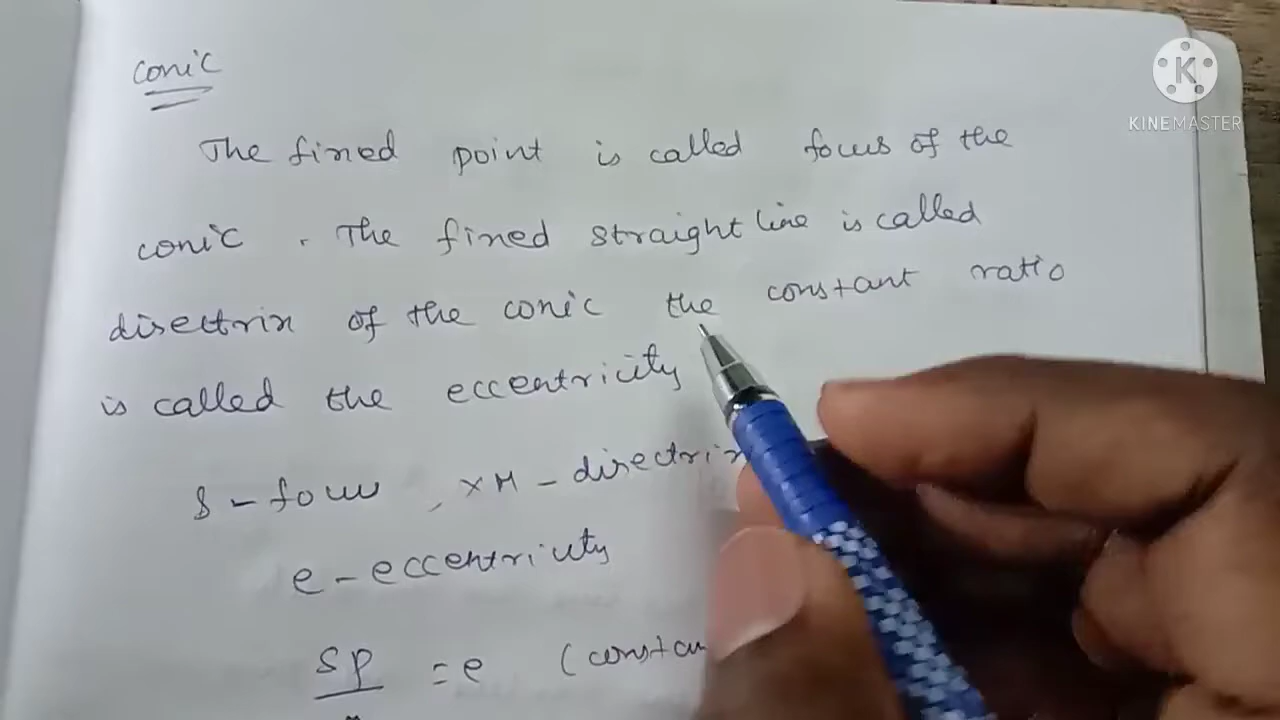 conic
The fixed point is called focus of the
conic. The fixed straight line is called
directrix of the conic the constant ratio
is called the eccentricity
S - focus, XM - directrix
e - eccentricity
SP = e (constan
K
KINEMASTER